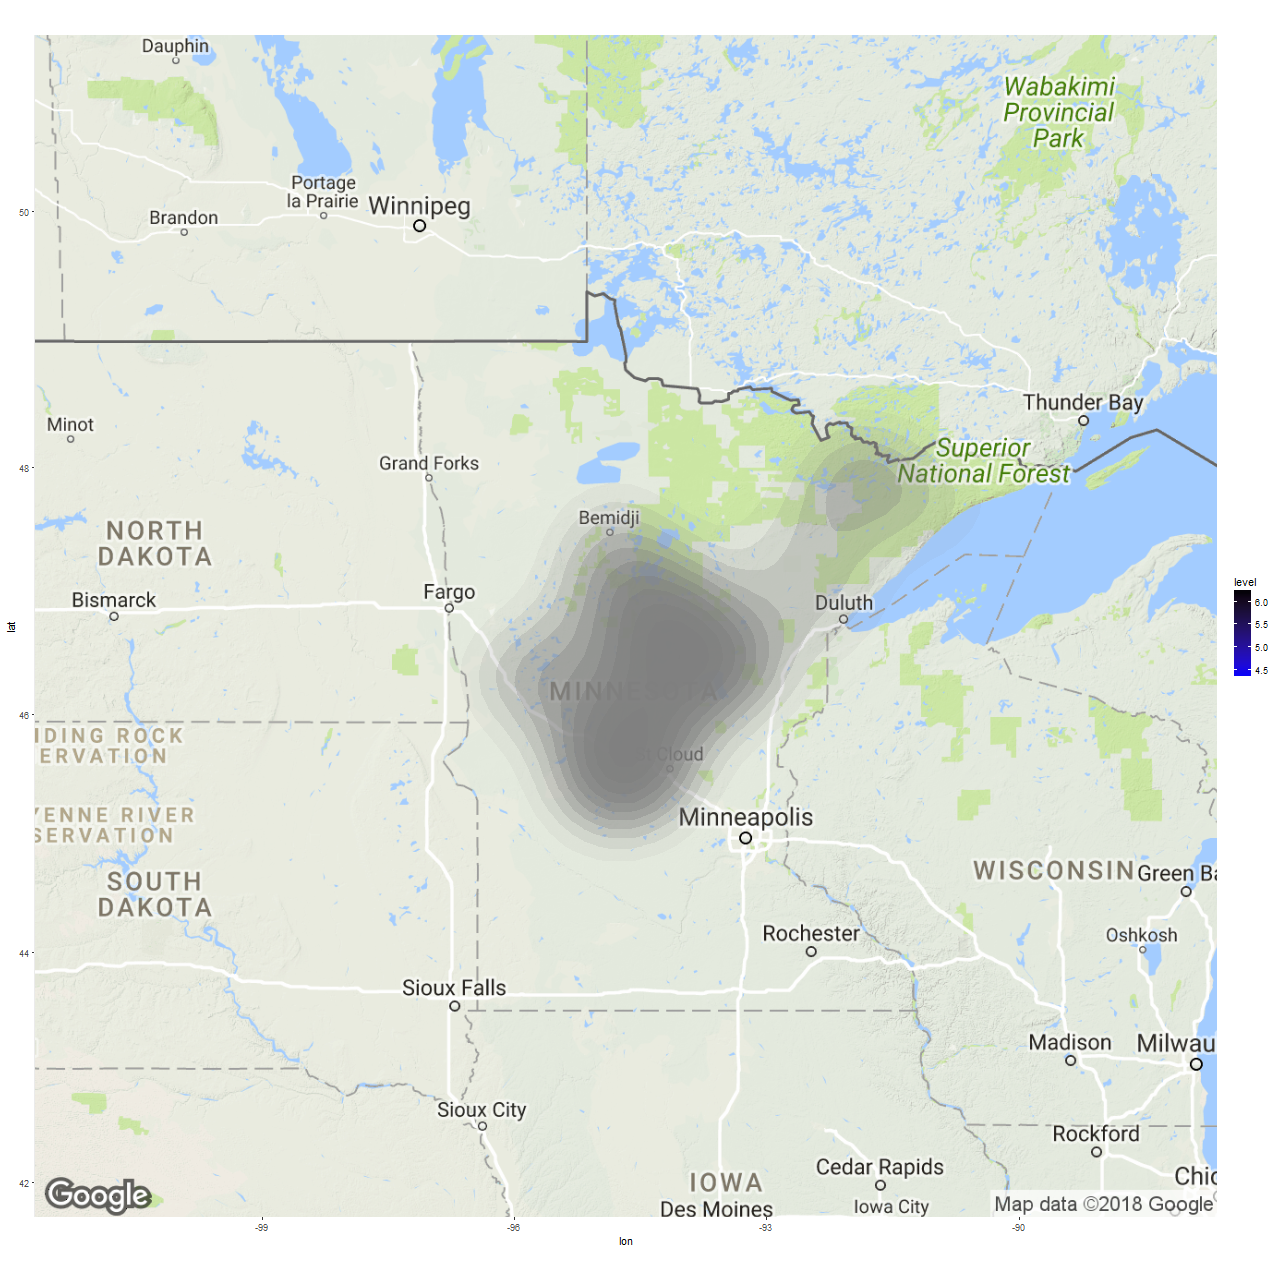 Dauphin
Wabakimi
Provincial
Park
Portage
la Prairie
Winnipeg
Brandon
50
Thunder Bay
Minot
Superior
National Forest
Grand Forks
48
Bemidji
NORTH
DAKOTA
Fargo
Bismarck
Duluth
level
6.0
5.5
5.0
4.5
lat
MINNESOTA
46
IDING ROCK
ERVATION
Cloud
YENNE RIVER
SERVATION
Minneapolis
WISCONSIN
Green Ba
SOUTH
DAKOTA
Rochester
Oshkosh
44
Sioux Falls
Madison
Milwau
Sioux City
Rockford
Cedar Rapids
Chic
42
IOWA
Des Moines
Iowa City
Google
Map data ©2018 Google
-99
-96
-93
-90
lon